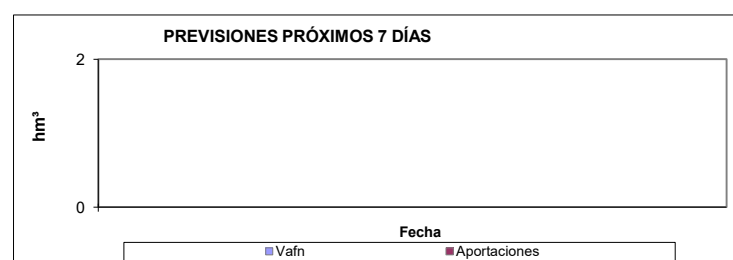 PREVISIONES PRÓXIMOS 7 DÍAS
2
hm³
0
Fecha
Vafn Aportaciones